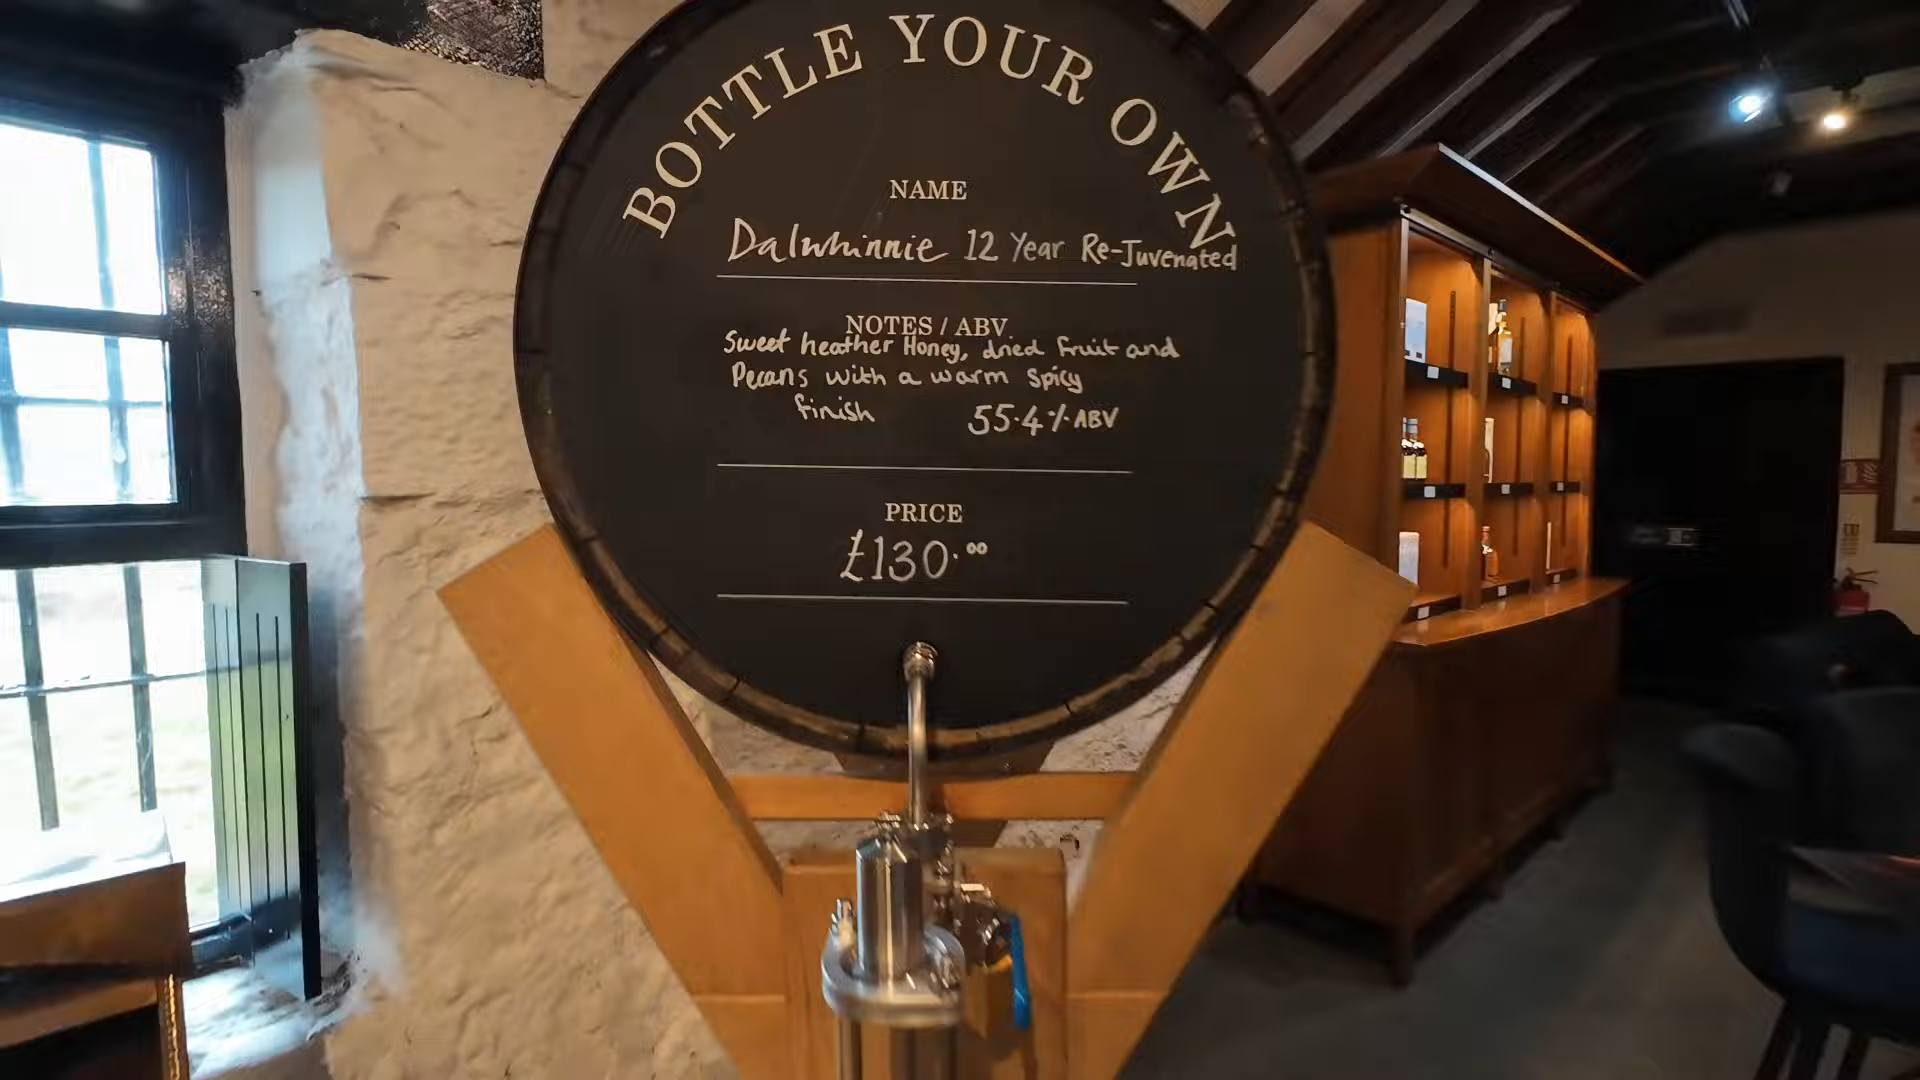 BOTTLE YOUR OWN
NAME
Dalwhinnie 12 Year Re-Juvenated
NOTES / ABV
Sweet heather Honey, dried fruit and
Pecans with a warm spicy
finish 55.4% ABV
PRICE
£130.00